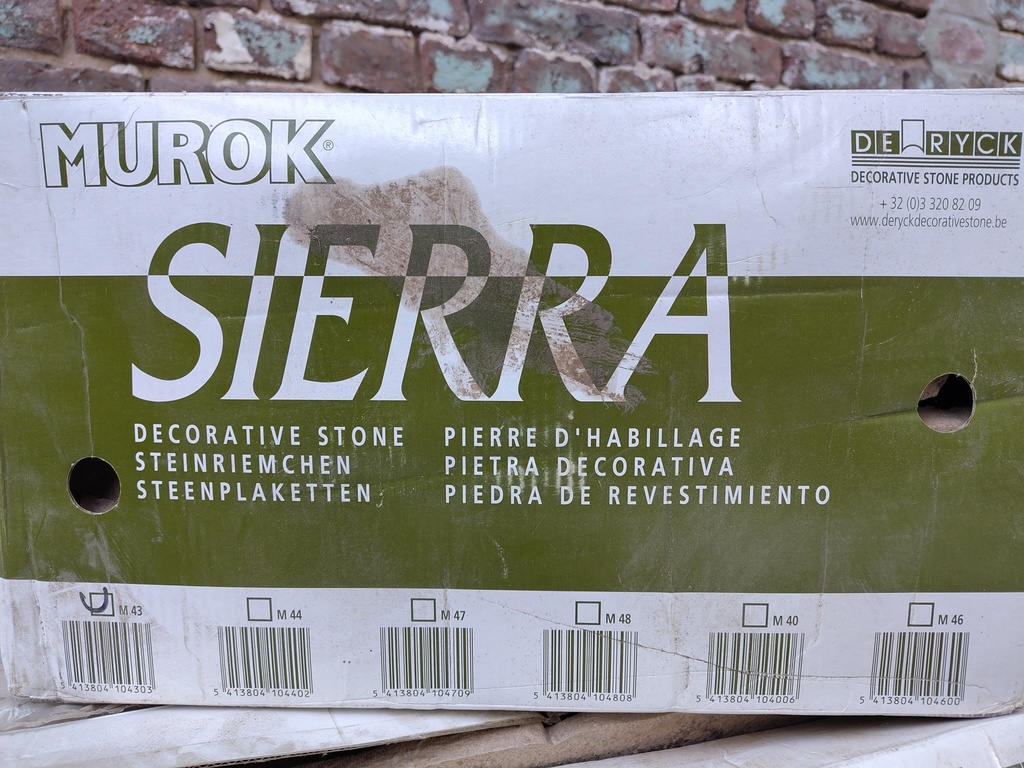 MUROK®
DE RYCK
DECORATIVE STONE PRODUCTS
+ 32 (0)3 320 82 09
www.deryckdecorativestone.be
SIERRA
DECORATIVE STONE
STEINRIEMCHEN
STEENPLAKETTEN
PIERRE D'HABILLAGE
PIETRA DECORATIVA
PIEDRA DE REVESTIMIENTO
M 43
M 44
M 47
M 48
M 40
M 46
5 413804 104303
5 413804 104402
5 413804 104709
5 413804 104808
5 413804 104006
5 413804 104600